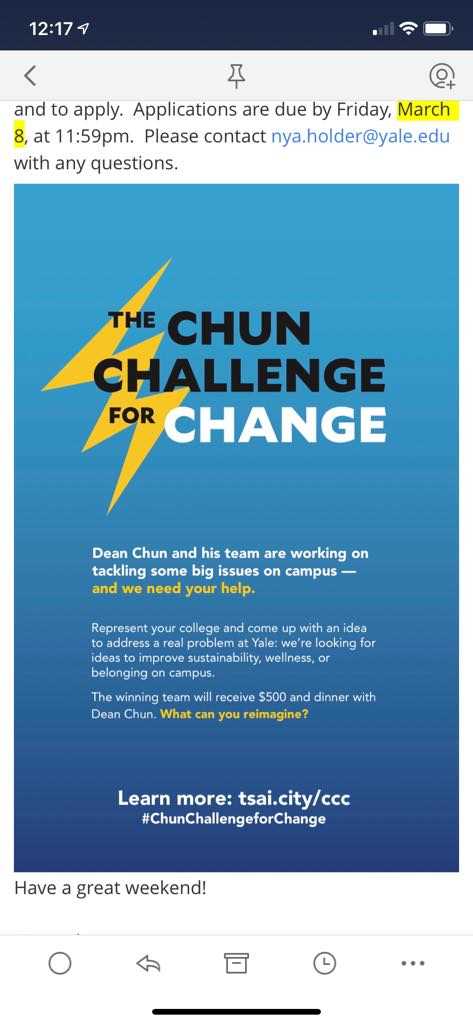 12:17
and to apply.  Applications are due by Friday, March
8, at 11:59pm.  Please contact nya.holder@yale.edu
with any questions.
THE CHUN
CHALLENGE
FOR CHANGE
Dean Chun and his team are working on
tackling some big issues on campus —
and we need your help.
Represent your college and come up with an idea
to address a real problem at Yale: we're looking for
ideas to improve sustainability, wellness, or
belonging on campus.
The winning team will receive $500 and dinner with
Dean Chun. What can you reimagine?
Learn more: tsai.city/ccc
#ChunChallengeforChange
Have a great weekend!